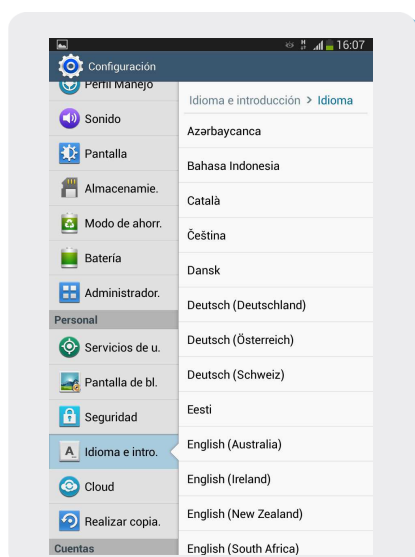 H
16:07
Configuración
Perfil Manejo
Sonido
Pantalla
Almacenamie.
Modo de ahorr.
Batería
Administrador.
Personal
Servicios de u.
Pantalla de bl.
Seguridad
A
Idioma e intro.
Cloud
Realizar copia.
Cuentas
Idioma e introducción > Idioma
Azərbaycanca
Bahasa Indonesia
Català
Čeština
Dansk
Deutsch (Deutschland)
Deutsch (Österreich)
Deutsch (Schweiz)
Eesti
English (Australia)
English (Ireland)
English (New Zealand)
English (South Africa)